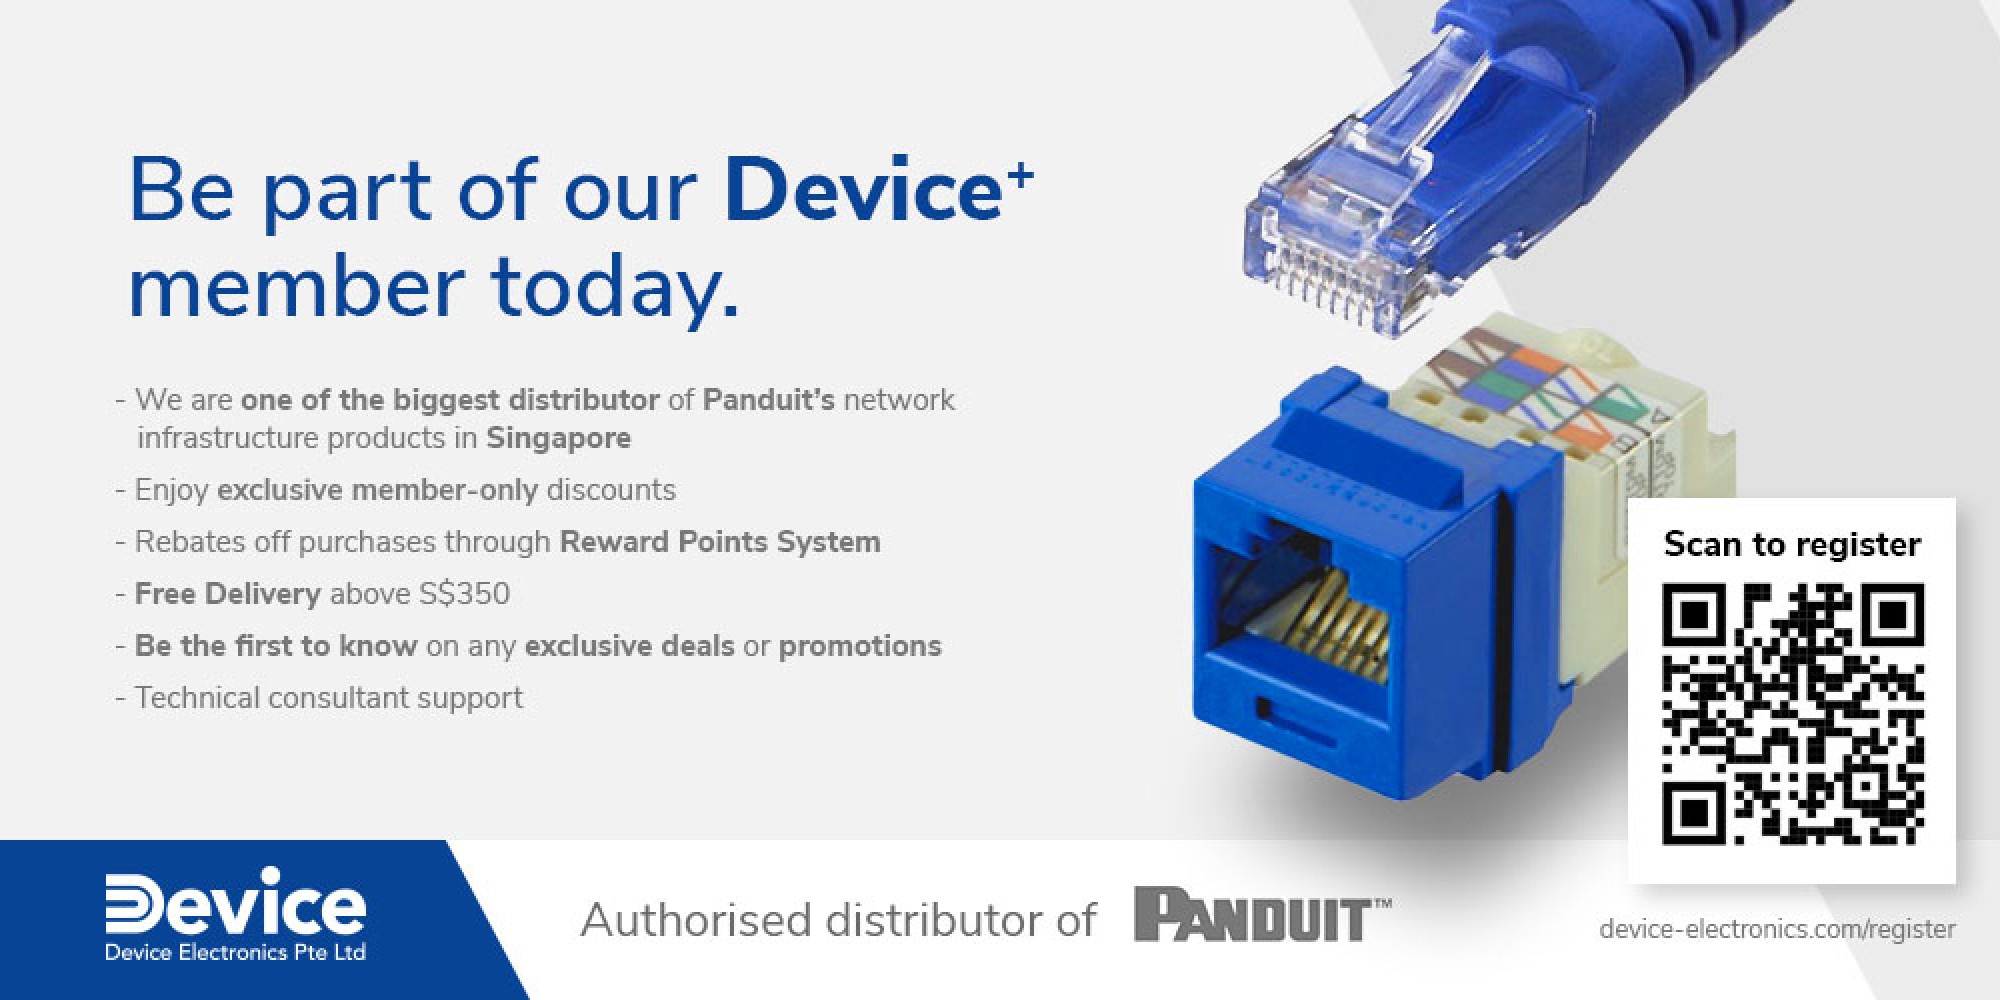 Be part of our Device+
member today.
- We are one of the biggest distributor of Panduit's network
infrastructure products in Singapore
- Enjoy exclusive member-only discounts
- Rebates off purchases through Reward Points System
- Free Delivery above S$350
- Be the first to know on any exclusive deals or promotions
- Technical consultant support
Scan to register
Device
Device Electronics Pte Ltd
Authorised distributor of PANDUIT™
device-electronics.com/register